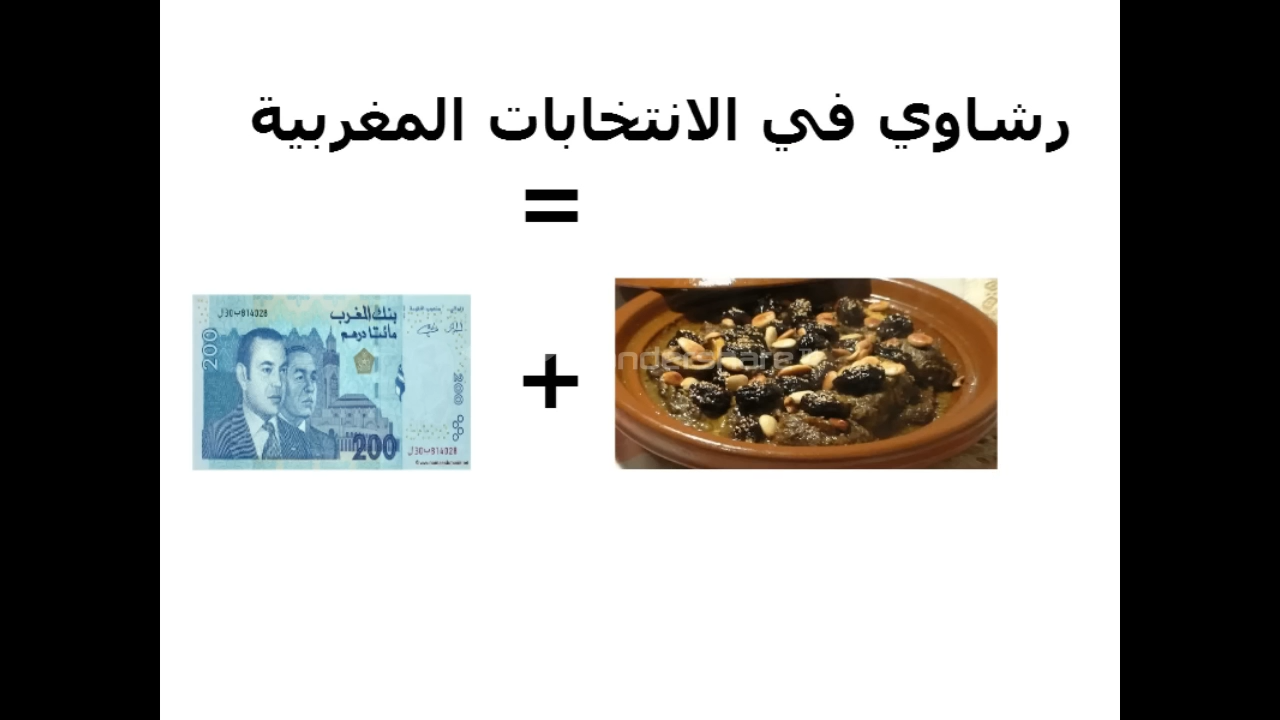 رشاوي في الانتخابات المغربية
=
بنك المغرب
مائتا درهم
200
200
200
+